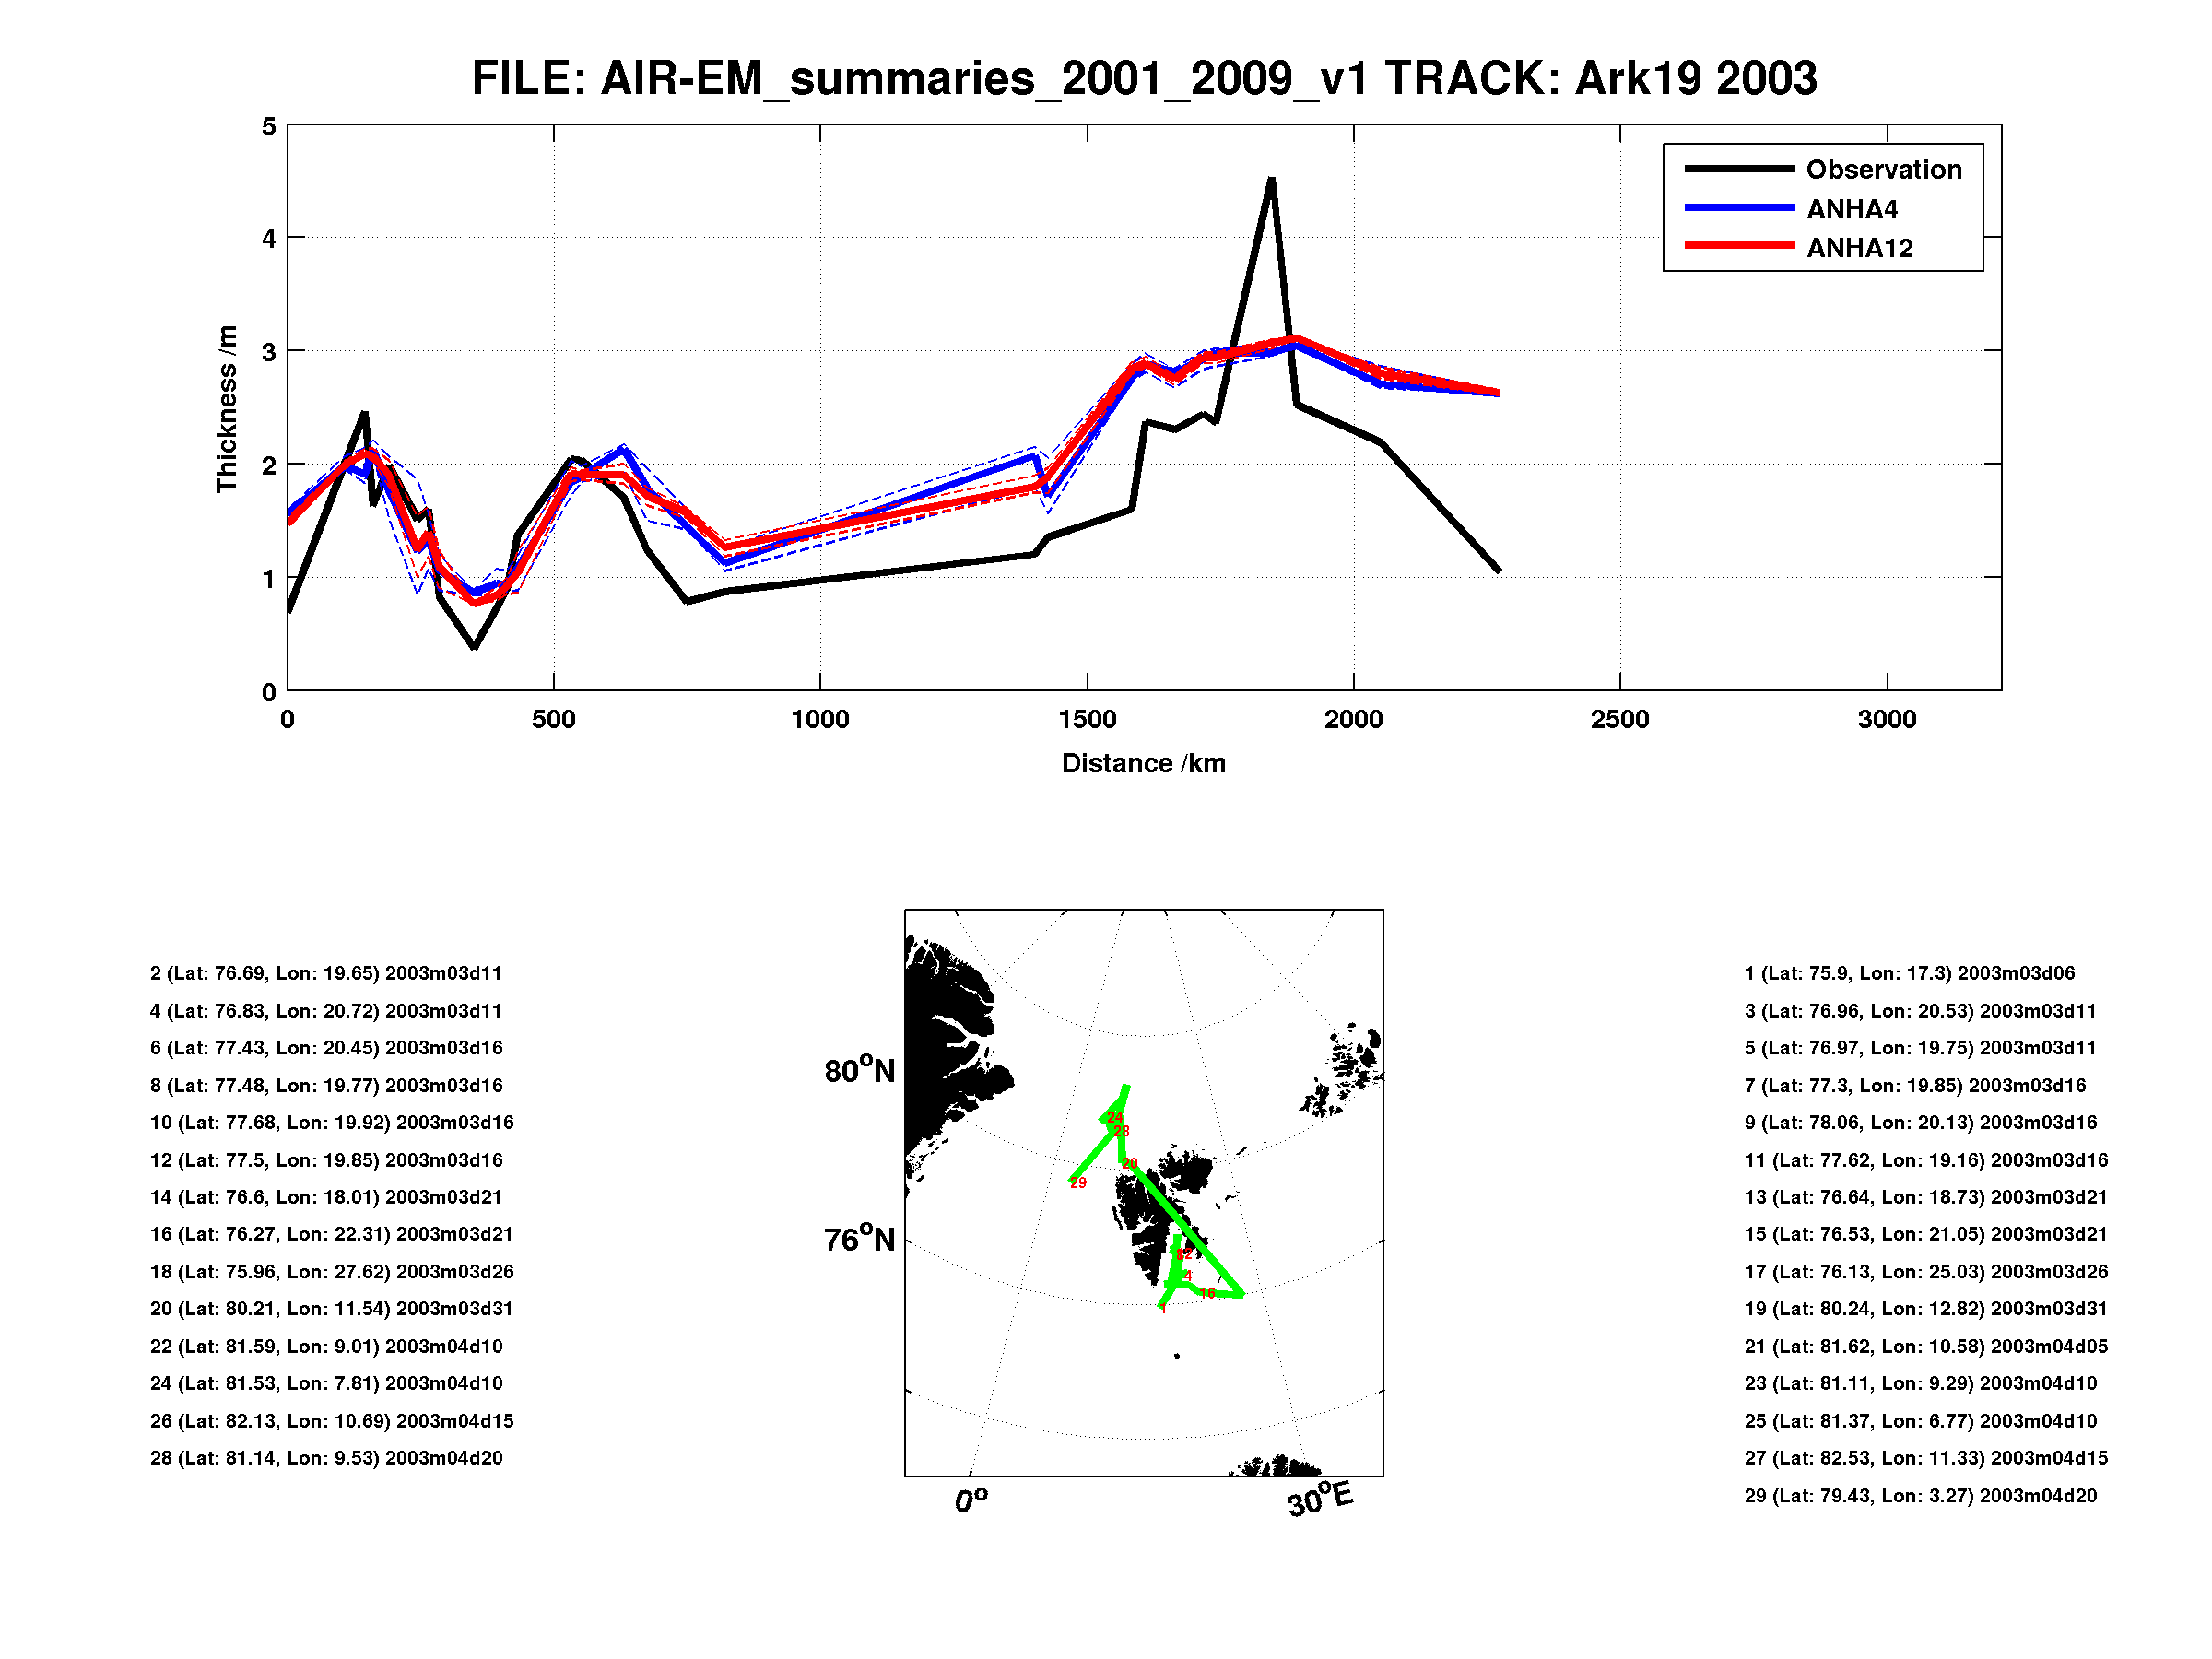 FILE: AIR-EM_summaries_2001_2009_v1 TRACK: Ark19 2003
5
4
3
2
1
0
Thickness /m
Observation
ANHA4
ANHA12
0 500 1000 1500 2000 2500 3000
Distance /km
2 (Lat: 76.69, Lon: 19.65) 2003m03d11
4 (Lat: 76.83, Lon: 20.72) 2003m03d11
6 (Lat: 77.43, Lon: 20.45) 2003m03d16
8 (Lat: 77.48, Lon: 19.77) 2003m03d16
10 (Lat: 77.68, Lon: 19.92) 2003m03d16
12 (Lat: 77.5, Lon: 19.85) 2003m03d16
14 (Lat: 76.6, Lon: 18.01) 2003m03d21
16 (Lat: 76.27, Lon: 22.31) 2003m03d21
18 (Lat: 75.96, Lon: 27.62) 2003m03d26
20 (Lat: 80.21, Lon: 11.54) 2003m03d31
22 (Lat: 81.59, Lon: 9.01) 2003m04d10
24 (Lat: 81.53, Lon: 7.81) 2003m04d10
26 (Lat: 82.13, Lon: 10.69) 2003m04d15
28 (Lat: 81.14, Lon: 9.53) 2003m04d20
80°N
76°N
24
28
20
29
12
4
16
1
0°
30°E
1 (Lat: 75.9, Lon: 17.3) 2003m03d06
3 (Lat: 76.96, Lon: 20.53) 2003m03d11
5 (Lat: 76.97, Lon: 19.75) 2003m03d11
7 (Lat: 77.3, Lon: 19.85) 2003m03d16
9 (Lat: 78.06, Lon: 20.13) 2003m03d16
11 (Lat: 77.62, Lon: 19.16) 2003m03d16
13 (Lat: 76.64, Lon: 18.73) 2003m03d21
15 (Lat: 76.53, Lon: 21.05) 2003m03d21
17 (Lat: 76.13, Lon: 25.03) 2003m03d26
19 (Lat: 80.24, Lon: 12.82) 2003m03d31
21 (Lat: 81.62, Lon: 10.58) 2003m04d05
23 (Lat: 81.11, Lon: 9.29) 2003m04d10
25 (Lat: 81.37, Lon: 6.77) 2003m04d10
27 (Lat: 82.53, Lon: 11.33) 2003m04d15
29 (Lat: 79.43, Lon: 3.27) 2003m04d20